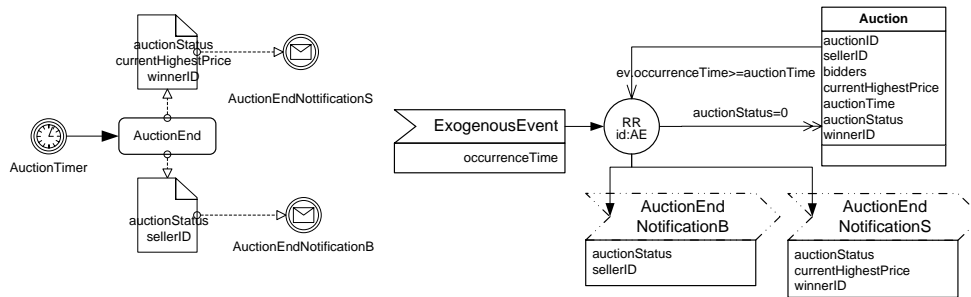 auctionStatus
currentHighestPrice
winnerID
AuctionEndNottificationS
AuctionEnd
AuctionTimer
auctionStatus
sellerID
AuctionEndNotificationB
Auction
auctionID
sellerID
bidders
currentHighestPrice
auctionTime
auctionStatus
winnerID
ev.occurrenceTime>=auctionTime
ExogenousEvent
occurrenceTime
RR
id:AE
auctionStatus=0
AuctionEnd
NotificationB
auctionStatus
sellerID
AuctionEnd
NotificationS
auctionStatus
currentHighestPrice
winnerID